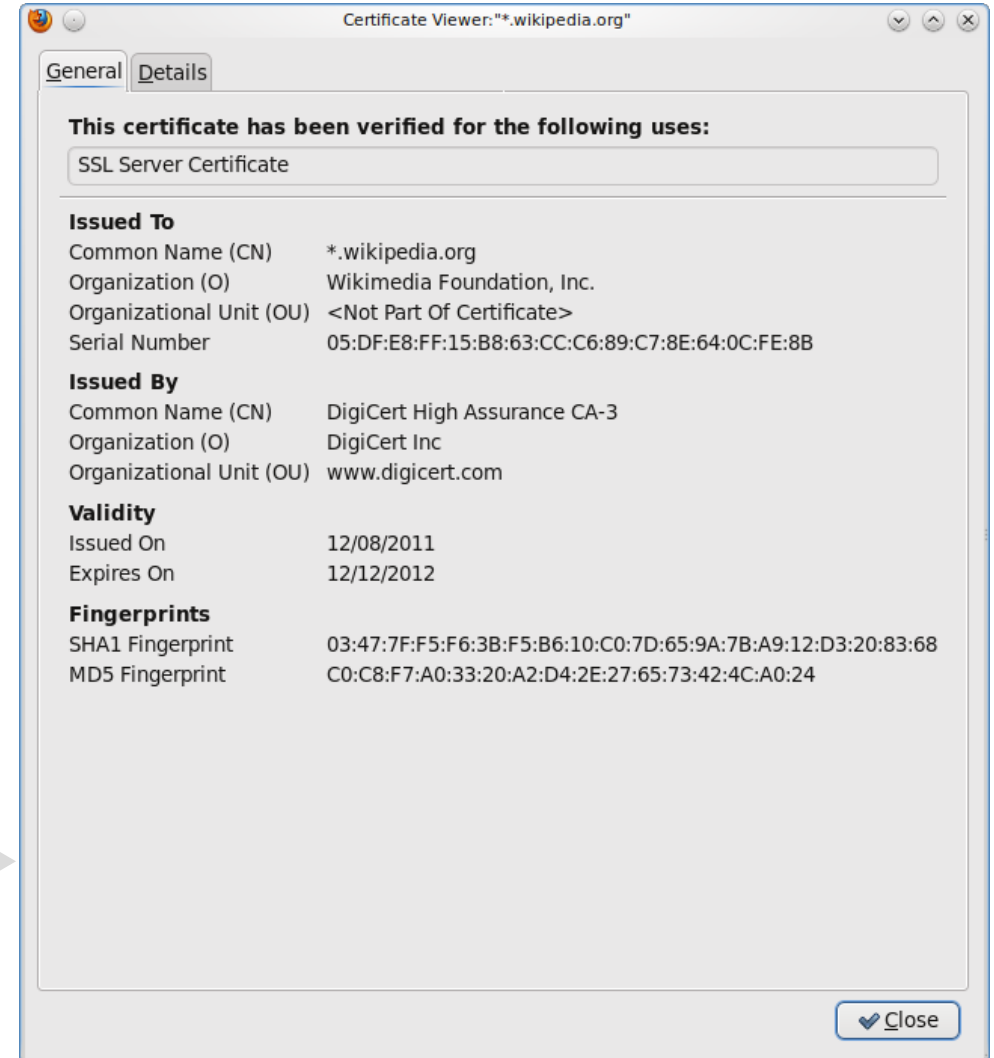 Certificate Viewer:"*.wikipedia.org"
General Details
This certificate has been verified for the following uses:
SSL Server Certificate
Issued To
Common Name (CN) *.wikipedia.org
Organization (O) Wikimedia Foundation, Inc.
Organizational Unit (OU) <Not Part Of Certificate>
Serial Number 05:DF:E8:FF:15:B8:63:CC:C6:89:C7:8E:64:0C:FE:8B
Issued By
Common Name (CN) DigiCert High Assurance CA-3
Organization (O) DigiCert Inc
Organizational Unit (OU) www.digicert.com
Validity
Issued On 12/08/2011
Expires On 12/12/2012
Fingerprints
SHA1 Fingerprint 03:47:7F:F5:F6:3B:F5:B6:10:C0:7D:65:9A:7B:A9:12:D3:20:83:68
MD5 Fingerprint C0:C8:F7:A0:33:20:A2:D4:2E:27:65:73:42:4C:A0:24
Close